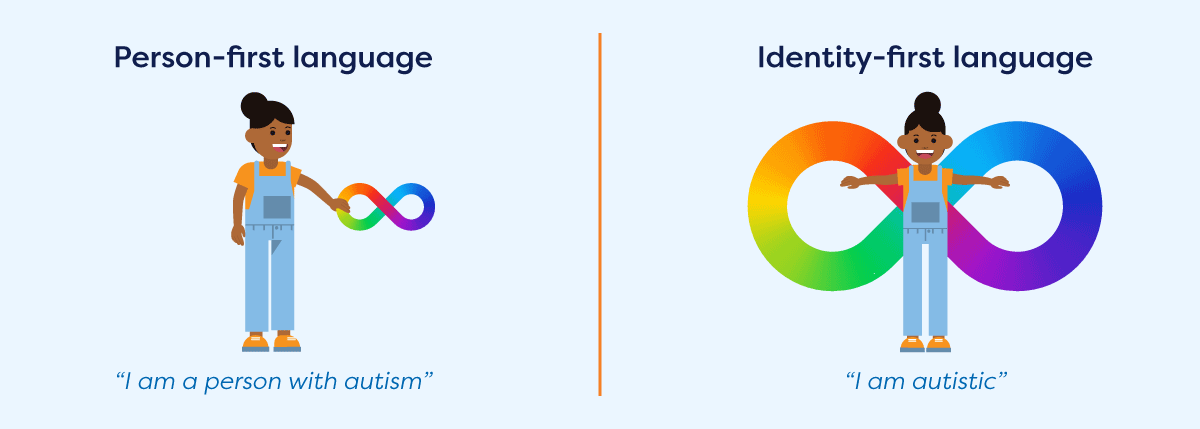 Person-first language
Identity-first language
“I am a person with autism”
“I am autistic”